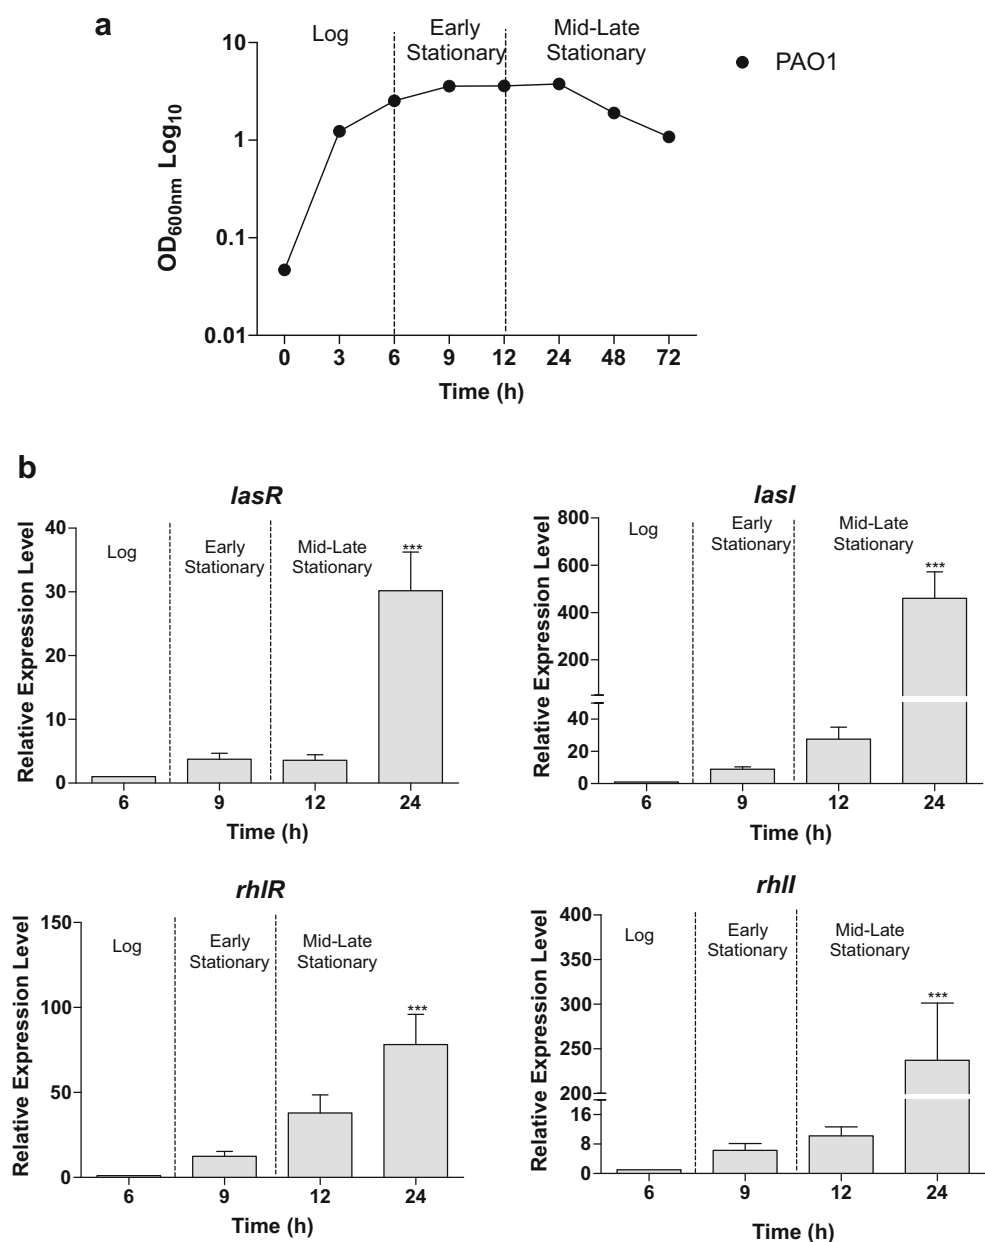 a
Log
Early
Stationary
Mid-Late
Stationary
PAO1
OD600nm Log10
10
1
0.1
0.01
0 3 6 9 12 24 48 72
Time (h)
b
lasR
Relative Expression Level
40
30
20
10
0
Log
Early
Stationary
Mid-Late
Stationary
***
6 9 12 24
Time (h)
lasI
Relative Expression Level
800
600
400
200
40
20
0
Log
Early
Stationary
Mid-Late
Stationary
***
6 9 12 24
Time (h)
rhlR
Relative Expression Level
150
100
50
0
Log
Early
Stationary
Mid-Late
Stationary
***
6 9 12 24
Time (h)
rhlI
Relative Expression Level
400
350
300
250
200
16
8
0
Log
Early
Stationary
Mid-Late
Stationary
***
6 9 12 24
Time (h)